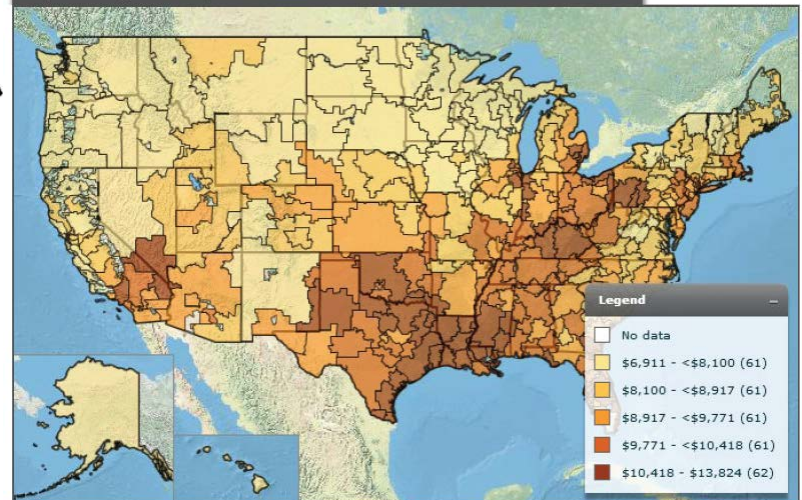 Legend
No data
$6,911 - <$8,100 (61)
$8,100 - <$8,917 (61)
$8,917 - <$9,771 (61)
$9,771 - <$10,418 (61)
$10,418 - $13,824 (62)